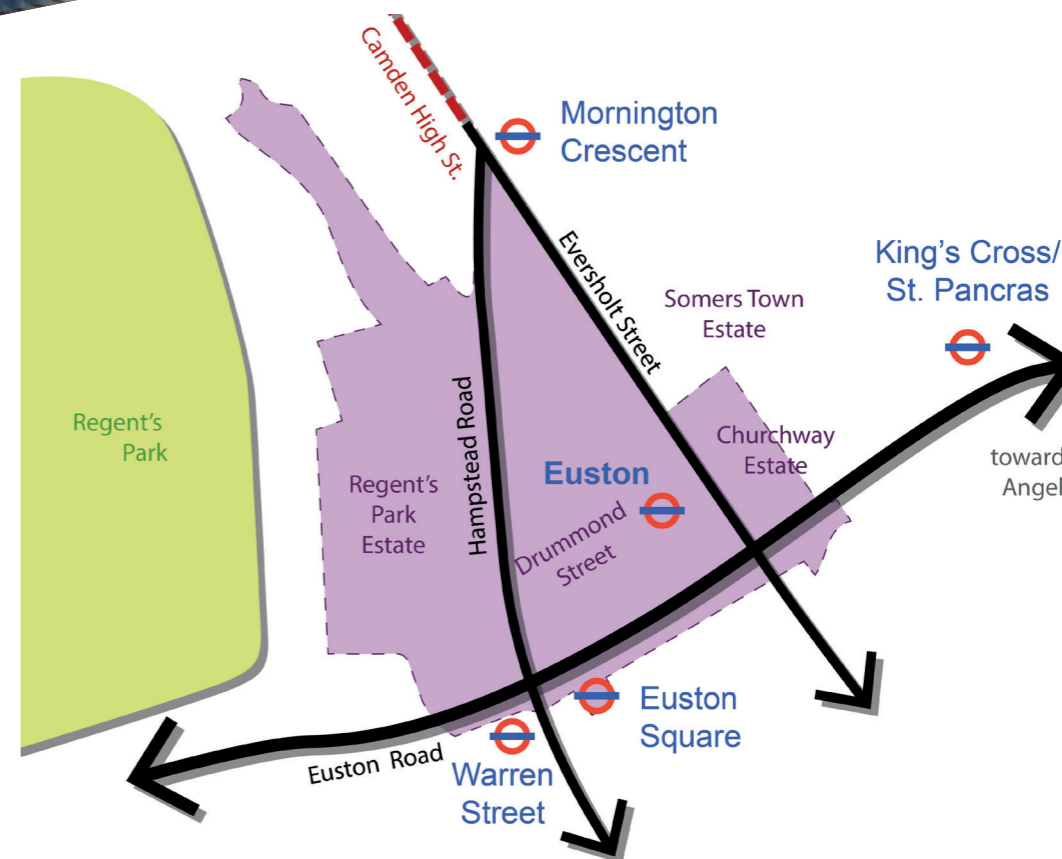 Camden High St.
Mornington
Crescent
Eversholt Street
King's Cross/
St. Pancras
Somers Town
Estate
Regent's
Park
Hampstead Road
Churchway
Estate
Euston
toward
Angel
Regent's
Park
Estate
Drummond
Street
Euston
Square
Euston Road
Warren
Street